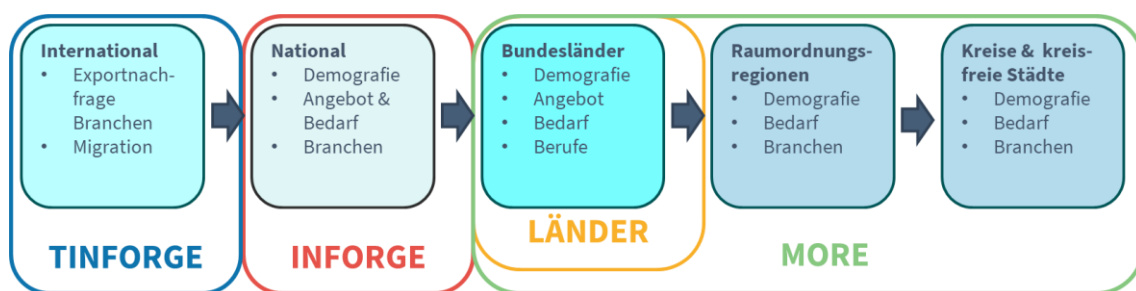 International
• Exportnach-
frage
Branchen
• Migration
National
• Demografie
• Angebot &
Bedarf
• Branchen
Bundesländer
• Demografie
• Angebot
• Bedarf
• Berufe
Raumordnungs-
regionen
• Demografie
• Bedarf
• Branchen
Kreise & kreis-
freie Städte
• Demografie
• Bedarf
• Branchen
TINFORGE
INFORGE
LÄNDER
MORE